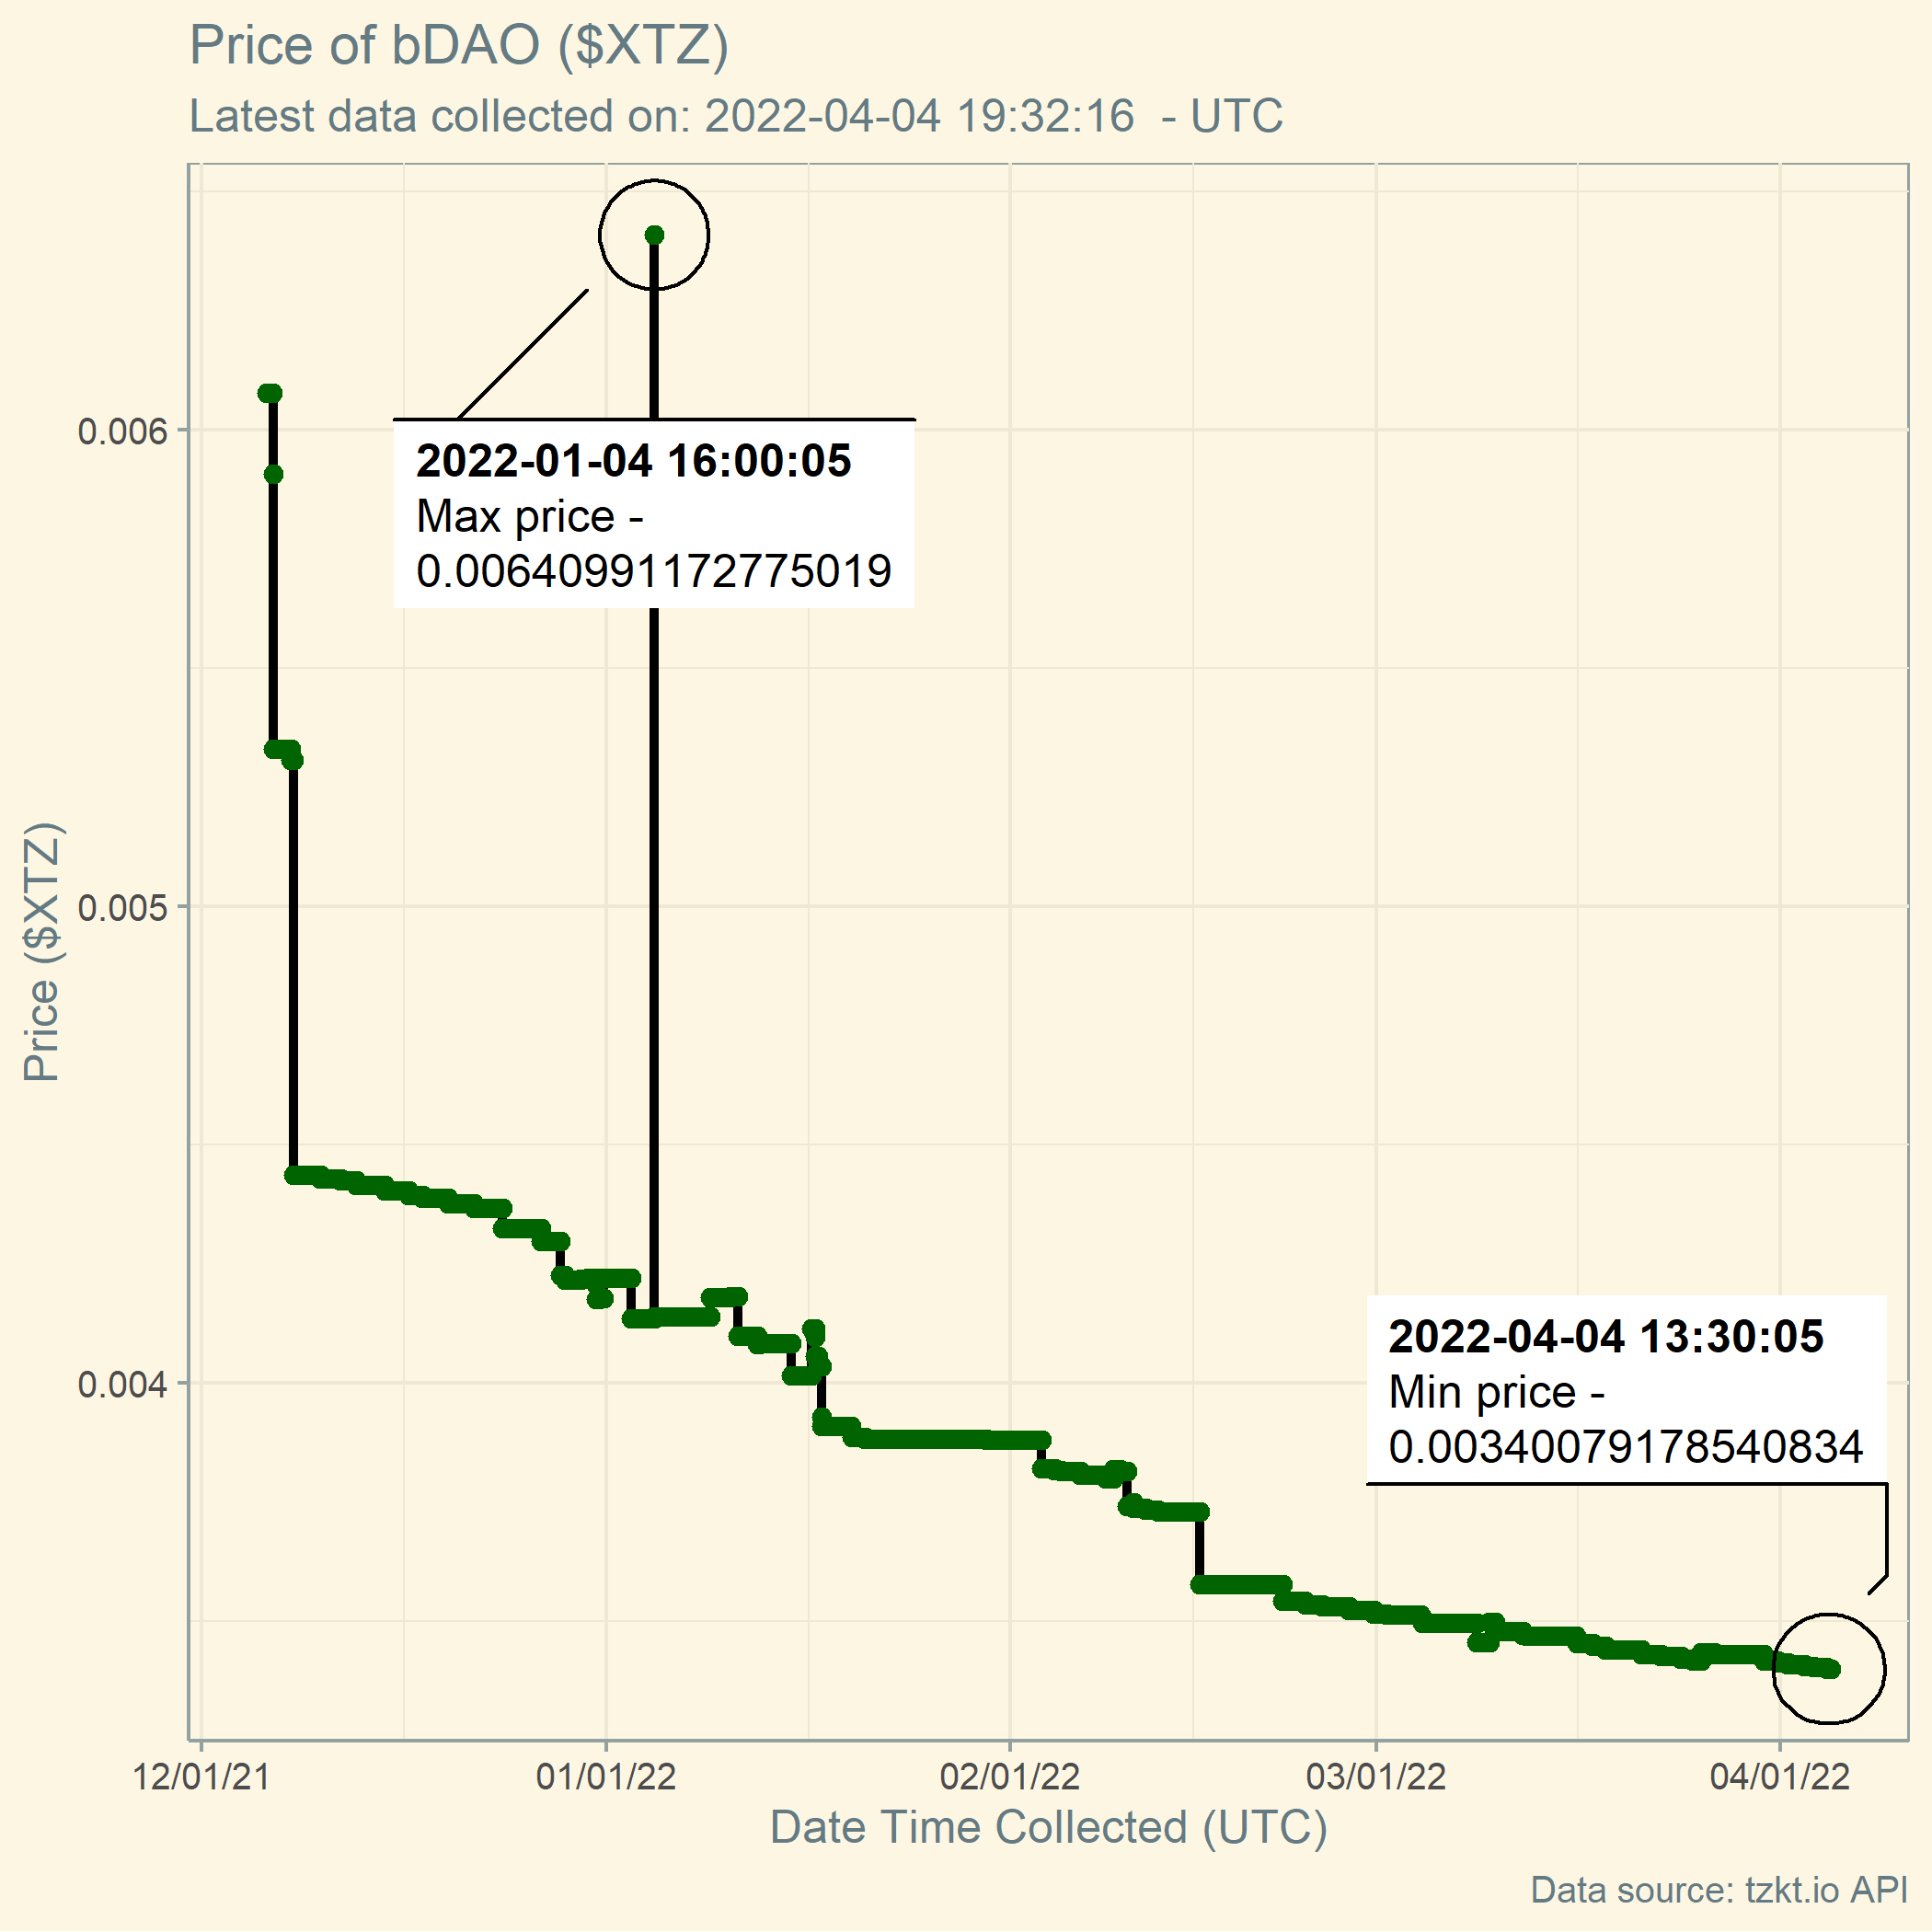 Price of bDAO ($XTZ)
Latest data collected on: 2022-04-04 19:32:16  - UTC
2022-01-04 16:00:05
Max price -
0.00640991172775019
2022-04-04 13:30:05
Min price -
0.00340079178540834
Price ($XTZ)
0.006
0.005
0.004
12/01/21
01/01/22
02/01/22
03/01/22
04/01/22
Date Time Collected (UTC)
Data source: tzkt.io API